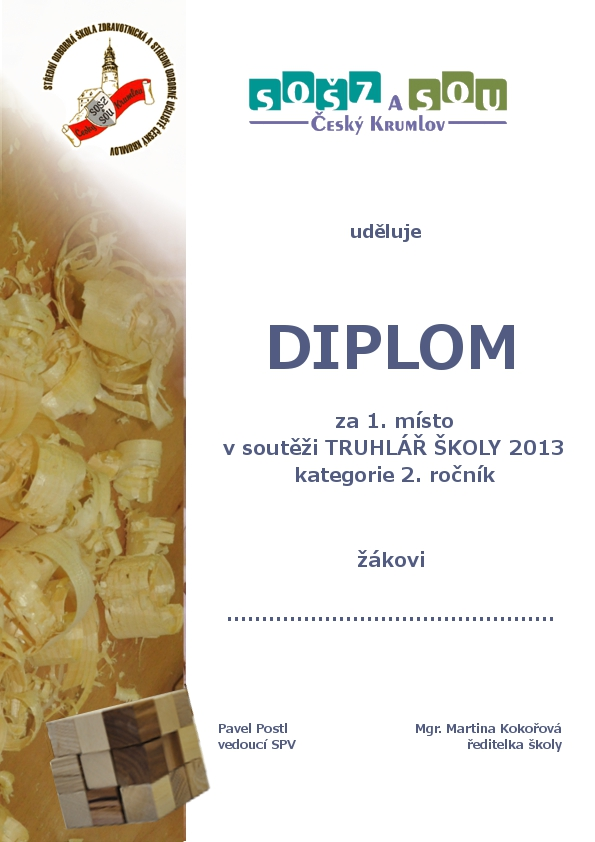 STŘEDNÍ ODBORNÁ ŠKOLA ZDRAVOTNICKÁ A STŘEDNÍ ODBORNÉ UČILIŠTĚ ČESKÝ KRUMLOV
SOŠZ
SOU
Český Krumlov
SOŠZ A SOU
ČESKÝ KRUMLOV
uděluje
DIPLOM
za 1. místo
v soutěži TRUHLÁŘ ŠKOLY 2013
kategorie 2. ročník
žákovi
...............................................
Pavel Postl
vedoucí SPV
Mgr. Martina Kokořová
ředitelka školy